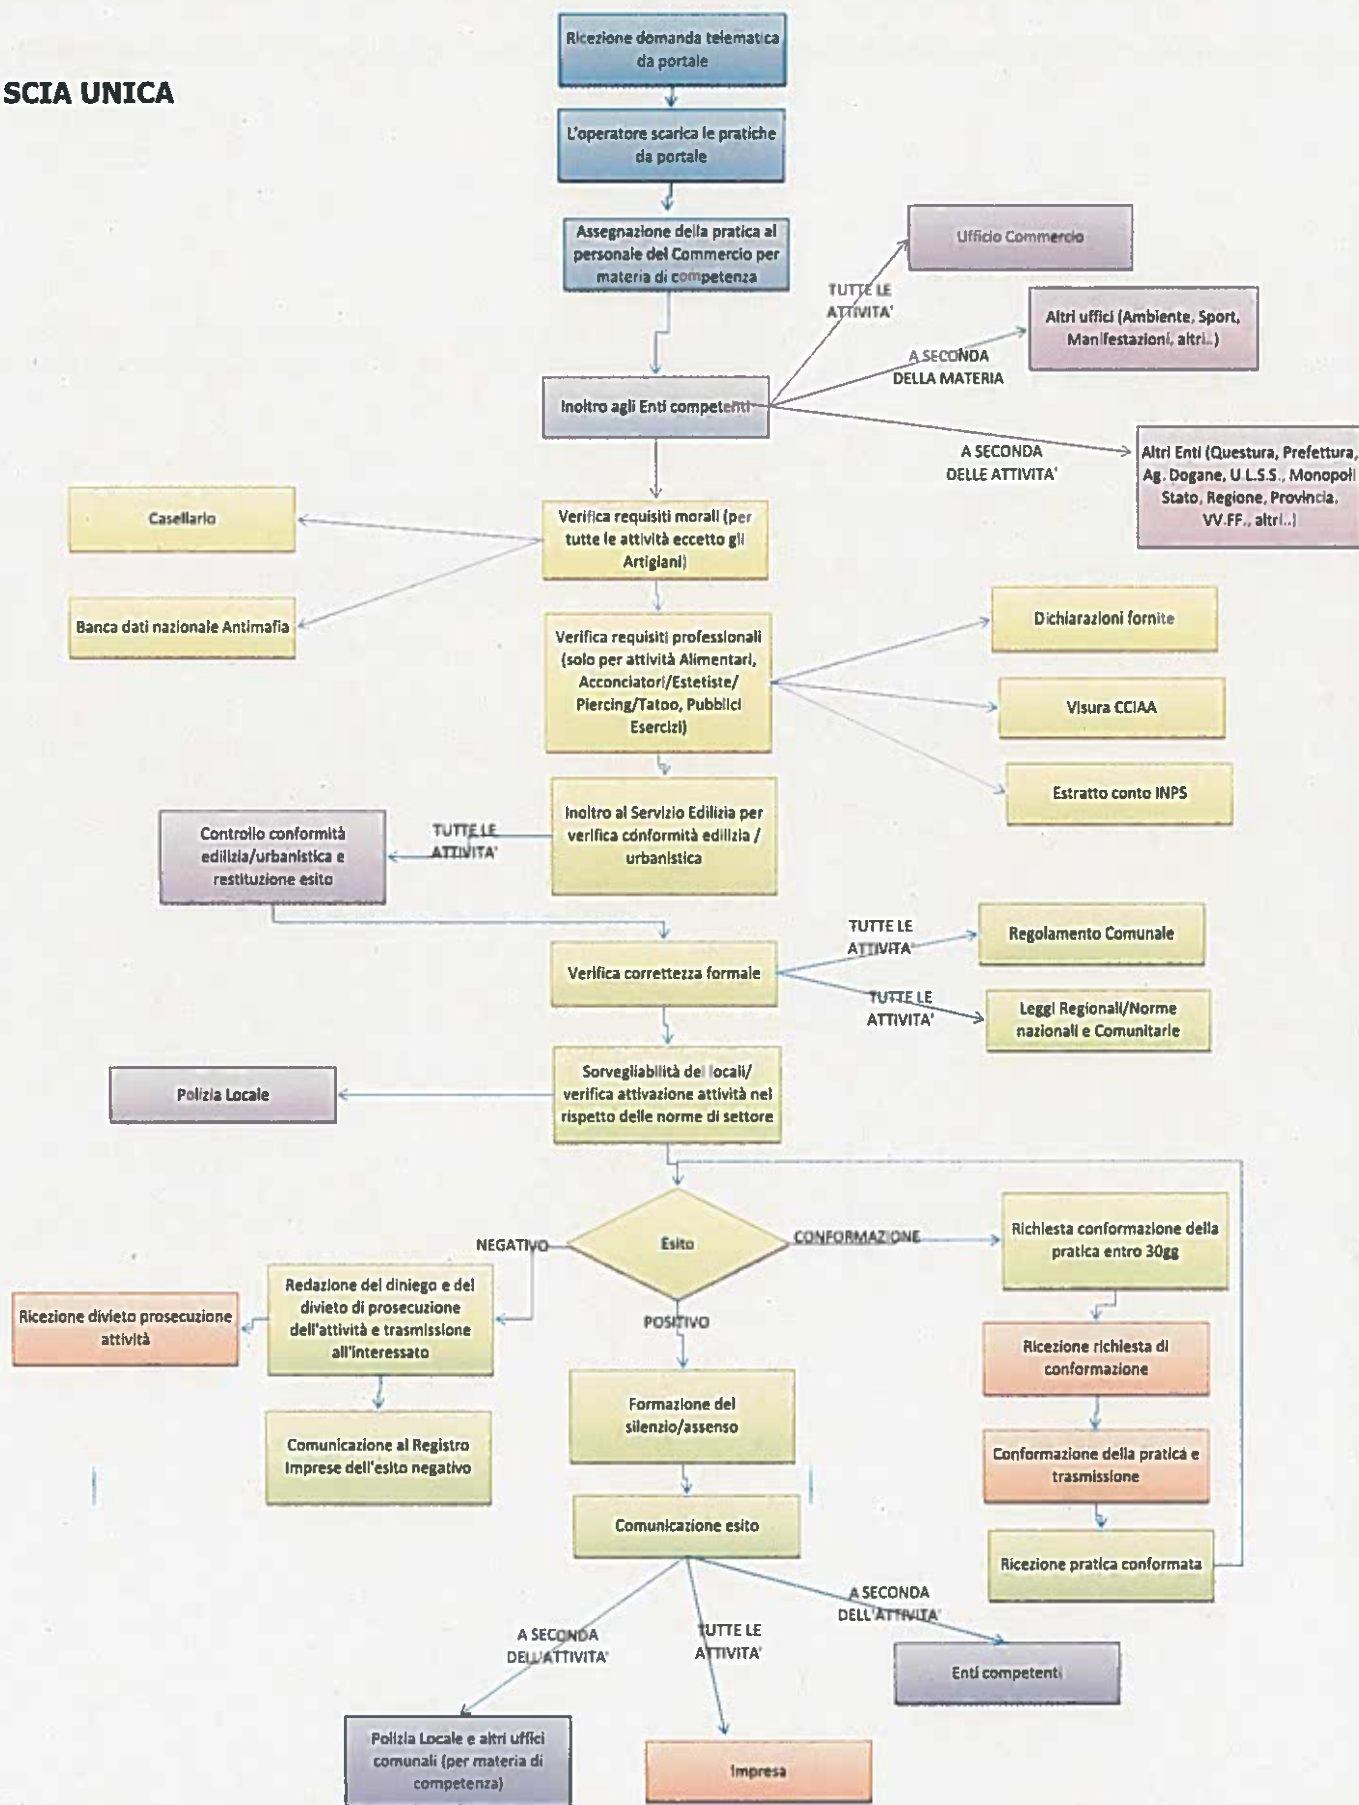 SCIA UNICA
Ricezione domanda telematica
da portale
L'operatore scarica le pratiche
da portale
Assegnazione della pratica al
personale del Commercio per
materia di competenza
Ufficio Commercio
TUTTE LE
ATTIVITA'
Altri uffici (Ambiente, Sport,
Manifestazioni, altri..)
A SECONDA
DELLA MATERIA
Inoltro agli Enti competenti
A SECONDA
DELLE ATTIVITA'
Altri Enti (Questura, Prefettura,
Ag. Dogane, U.L.S.S., Monopoli
Stato, Regione, Provincia,
VV.FF., altri..)
Casellario
Verifica requisiti morali (per
tutte le attività eccetto gli
Artigiani)
Banca dati nazionale Antimafia
Verifica requisiti professionali
(solo per attività Alimentari,
Acconciatori/Estetiste/
Piercing/Tatoo, Pubblici
Esercizi)
Dichiarazioni fornite
Visura CCIAA
Estratto conto INPS
Inoltro al Servizio Edilizia per
verifica conformità edilizia /
urbanistica
TUTTE LE
ATTIVITA'
Controllo conformità
edilizia/urbanistica e
restituzione esito
Verifica correttezza formale
TUTTE LE
ATTIVITA'
Regolamento Comunale
TUTTE LE
ATTIVITA'
Leggi Regionali/Norme
nazionali e Comunitarie
Sorvegliabilità dei locali/
verifica attivazione attività nel
rispetto delle norme di settore
Polizia Locale
Esito
NEGATIVO
CONFORMAZIONE
POSITIVO
Richiesta conformazione della
pratica entro 30gg
Redazione del diniego e del
divieto di prosecuzione
dell'attività e trasmissione
all'interessato
Ricezione divieto prosecuzione
attività
Ricezione richiesta di
conformazione
Formazione del
silenzio/assenso
Comunicazione al Registro
Imprese dell'esito negativo
Conformazione della pratica e
trasmissione
Comunicazione esito
Ricezione pratica conformata
A SECONDA
DELL'ATTIVITA'
TUTTE LE
ATTIVITA'
A SECONDA
DELL'ATTIVITA'
Enti competenti
Polizia Locale e altri uffici
comunali (per materia di
competenza)
Impresa